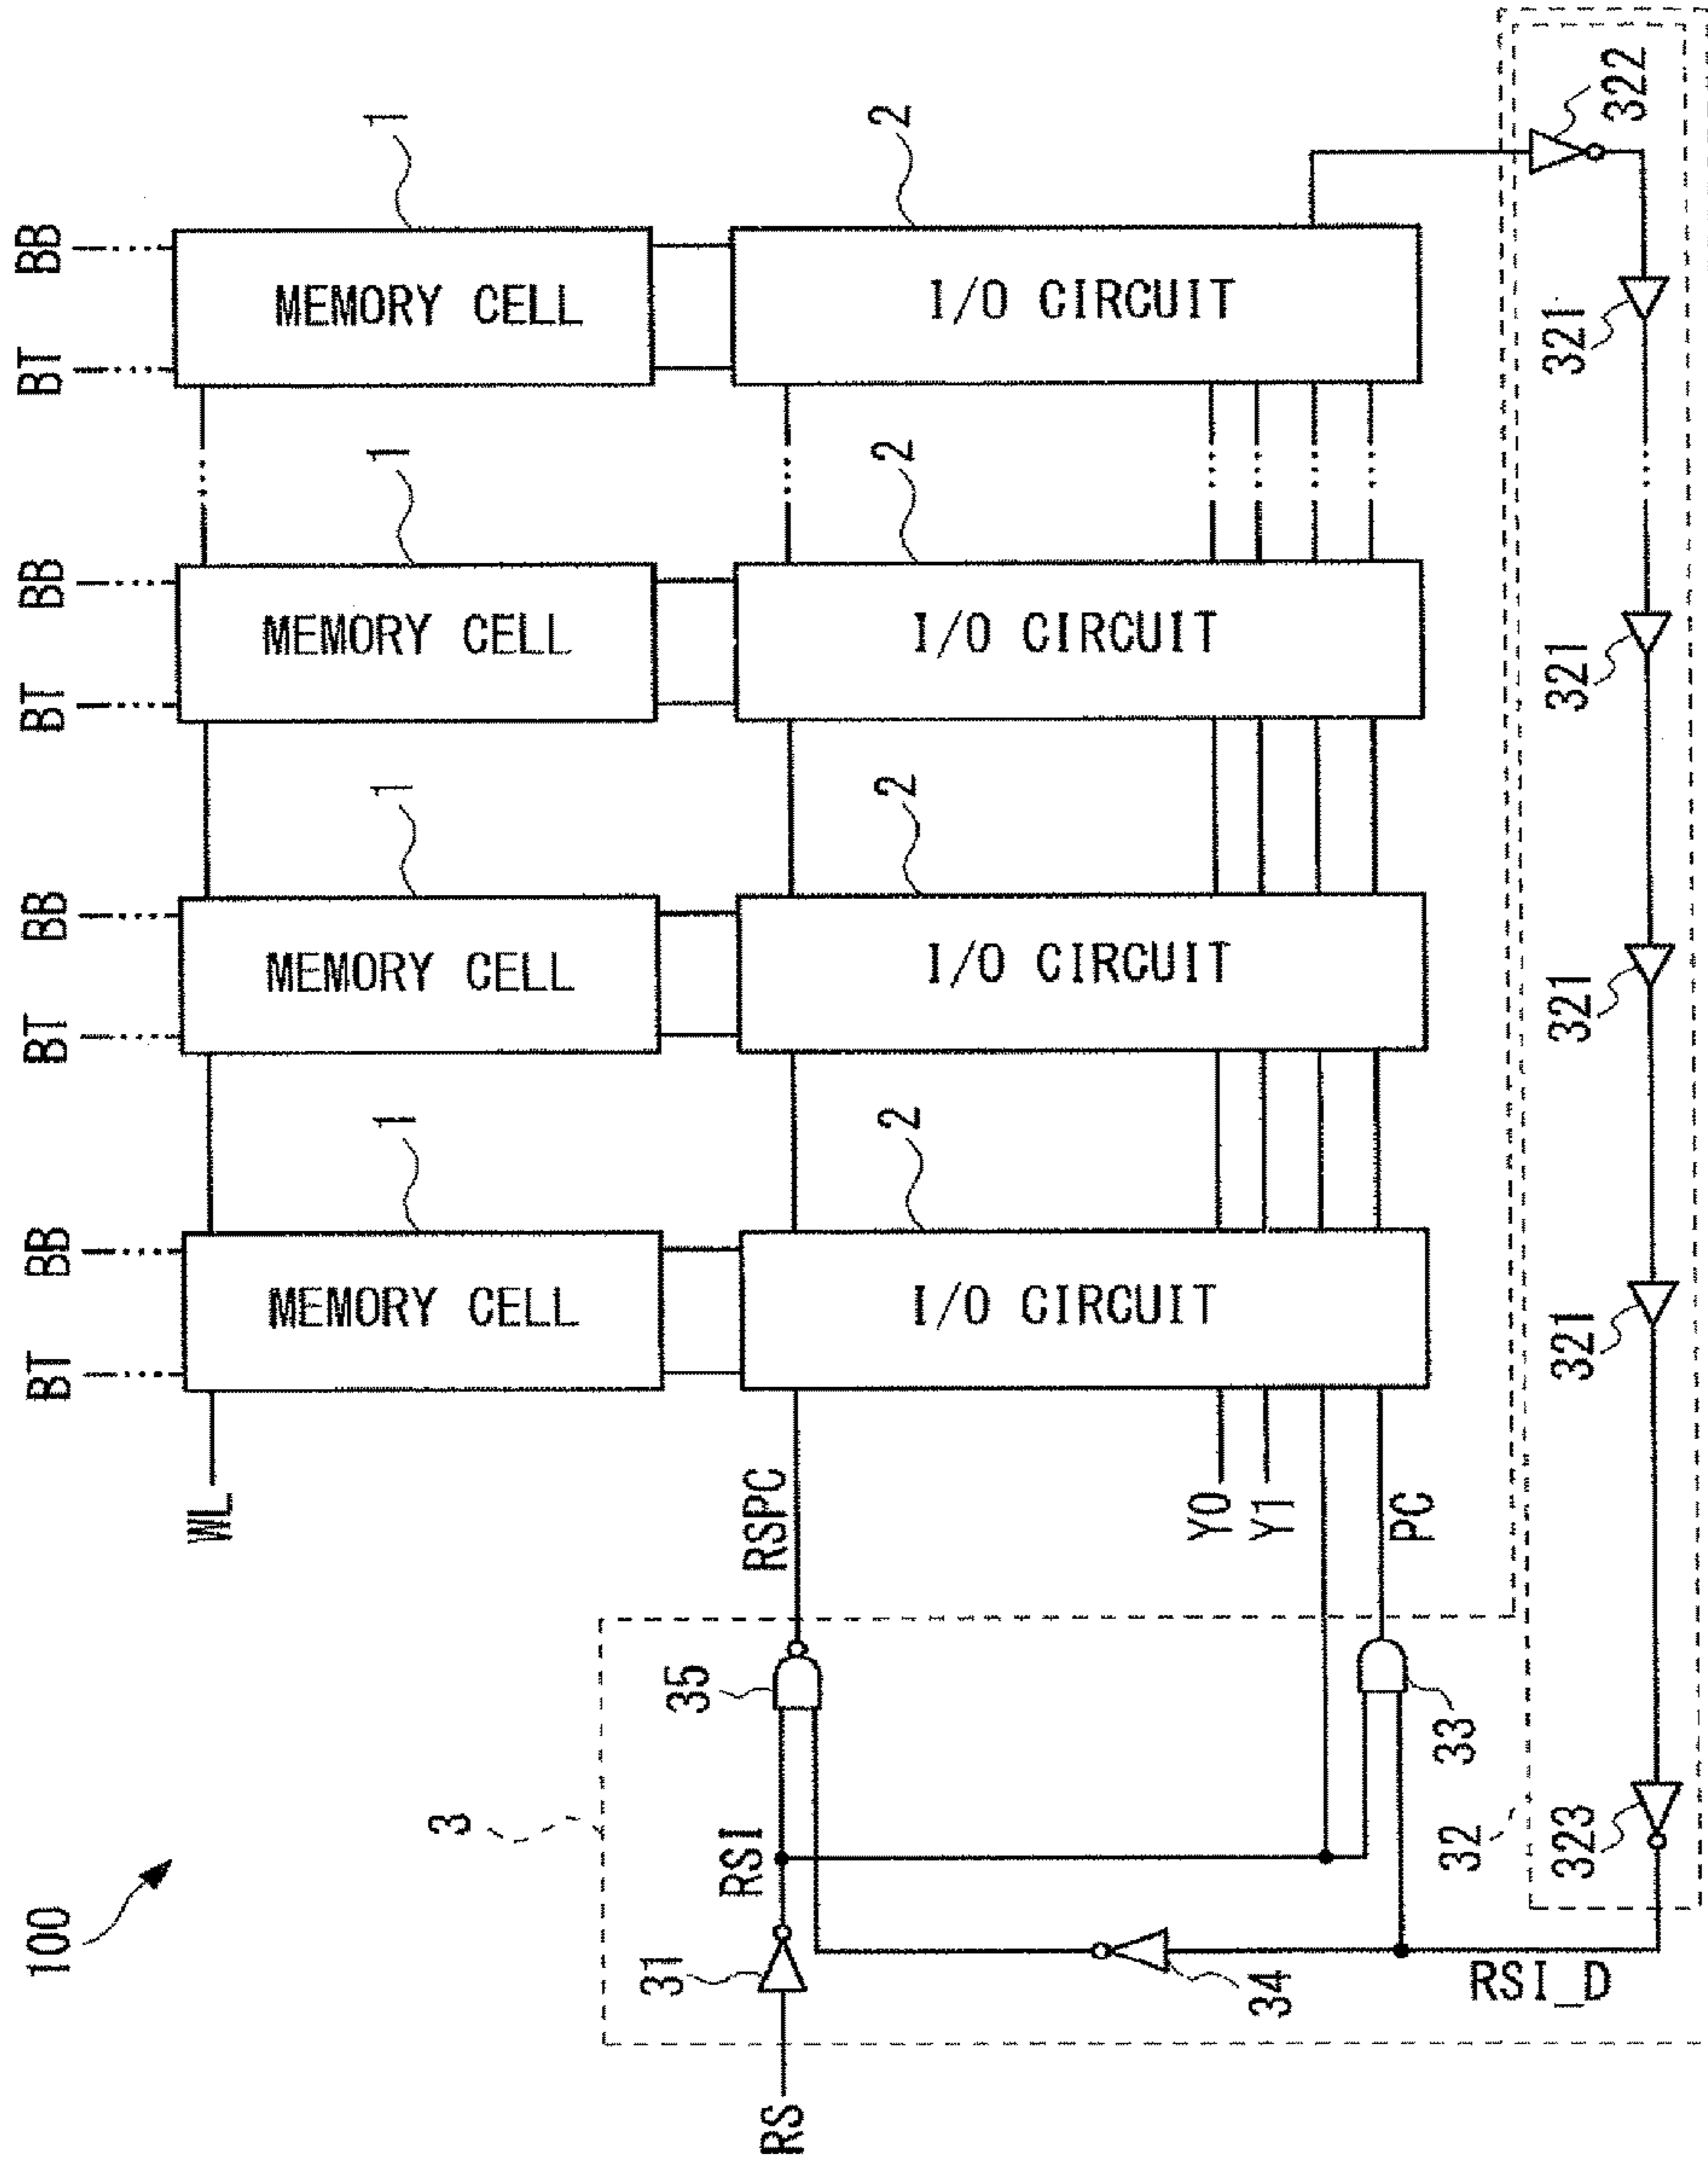 100
BT
BB
BT
BB
BT
BB
BT
BB
1
1
1
1
MEMORY CELL
MEMORY CELL
MEMORY CELL
MEMORY CELL
WL
2
2
2
2
I/O CIRCUIT
I/O CIRCUIT
I/O CIRCUIT
I/O CIRCUIT
3
RS
31
RSI
35
RSPC
Y0
Y1
PC
34
33
RSI_D
32
323
321
321
321
321
322